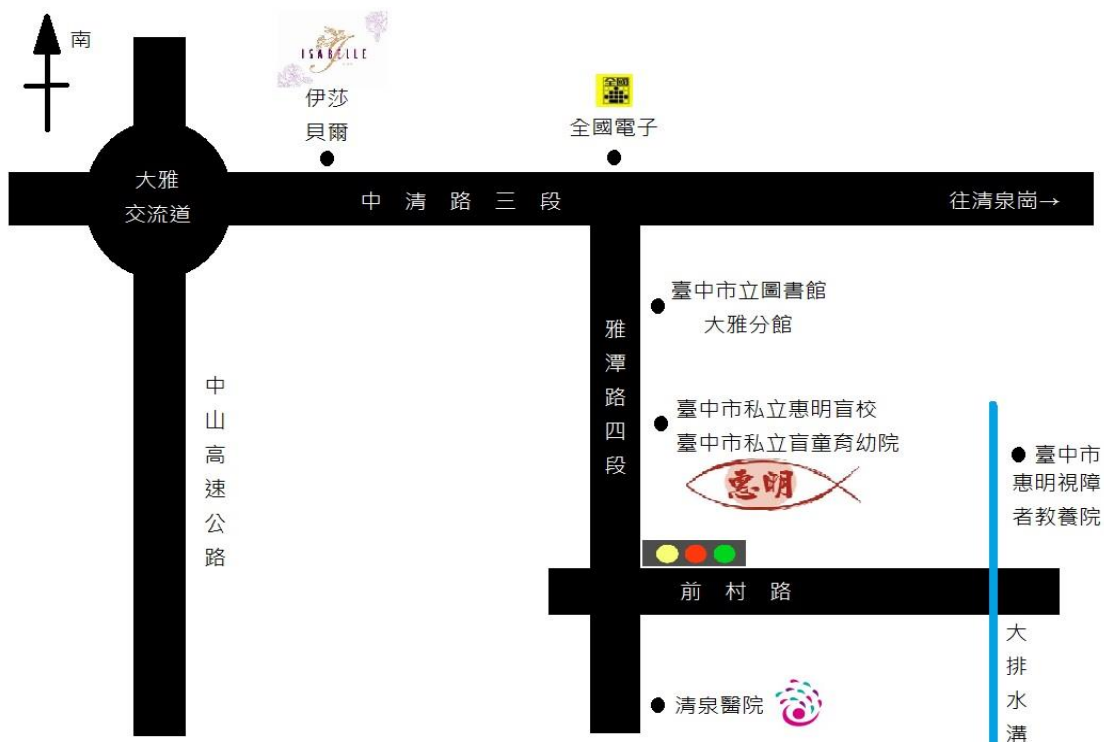 南
ISABELLE
伊莎
貝爾
全國
全國電子
大雅
交流道
中清路三段
往清泉崗→
臺中市立圖書館
大雅分館
雅潭路四段
中山高速公路
臺中市私立惠明盲校
臺中市私立盲童育幼院
惠明
臺中市
惠明視障
者教養院
前村路
大排水溝
清泉醫院